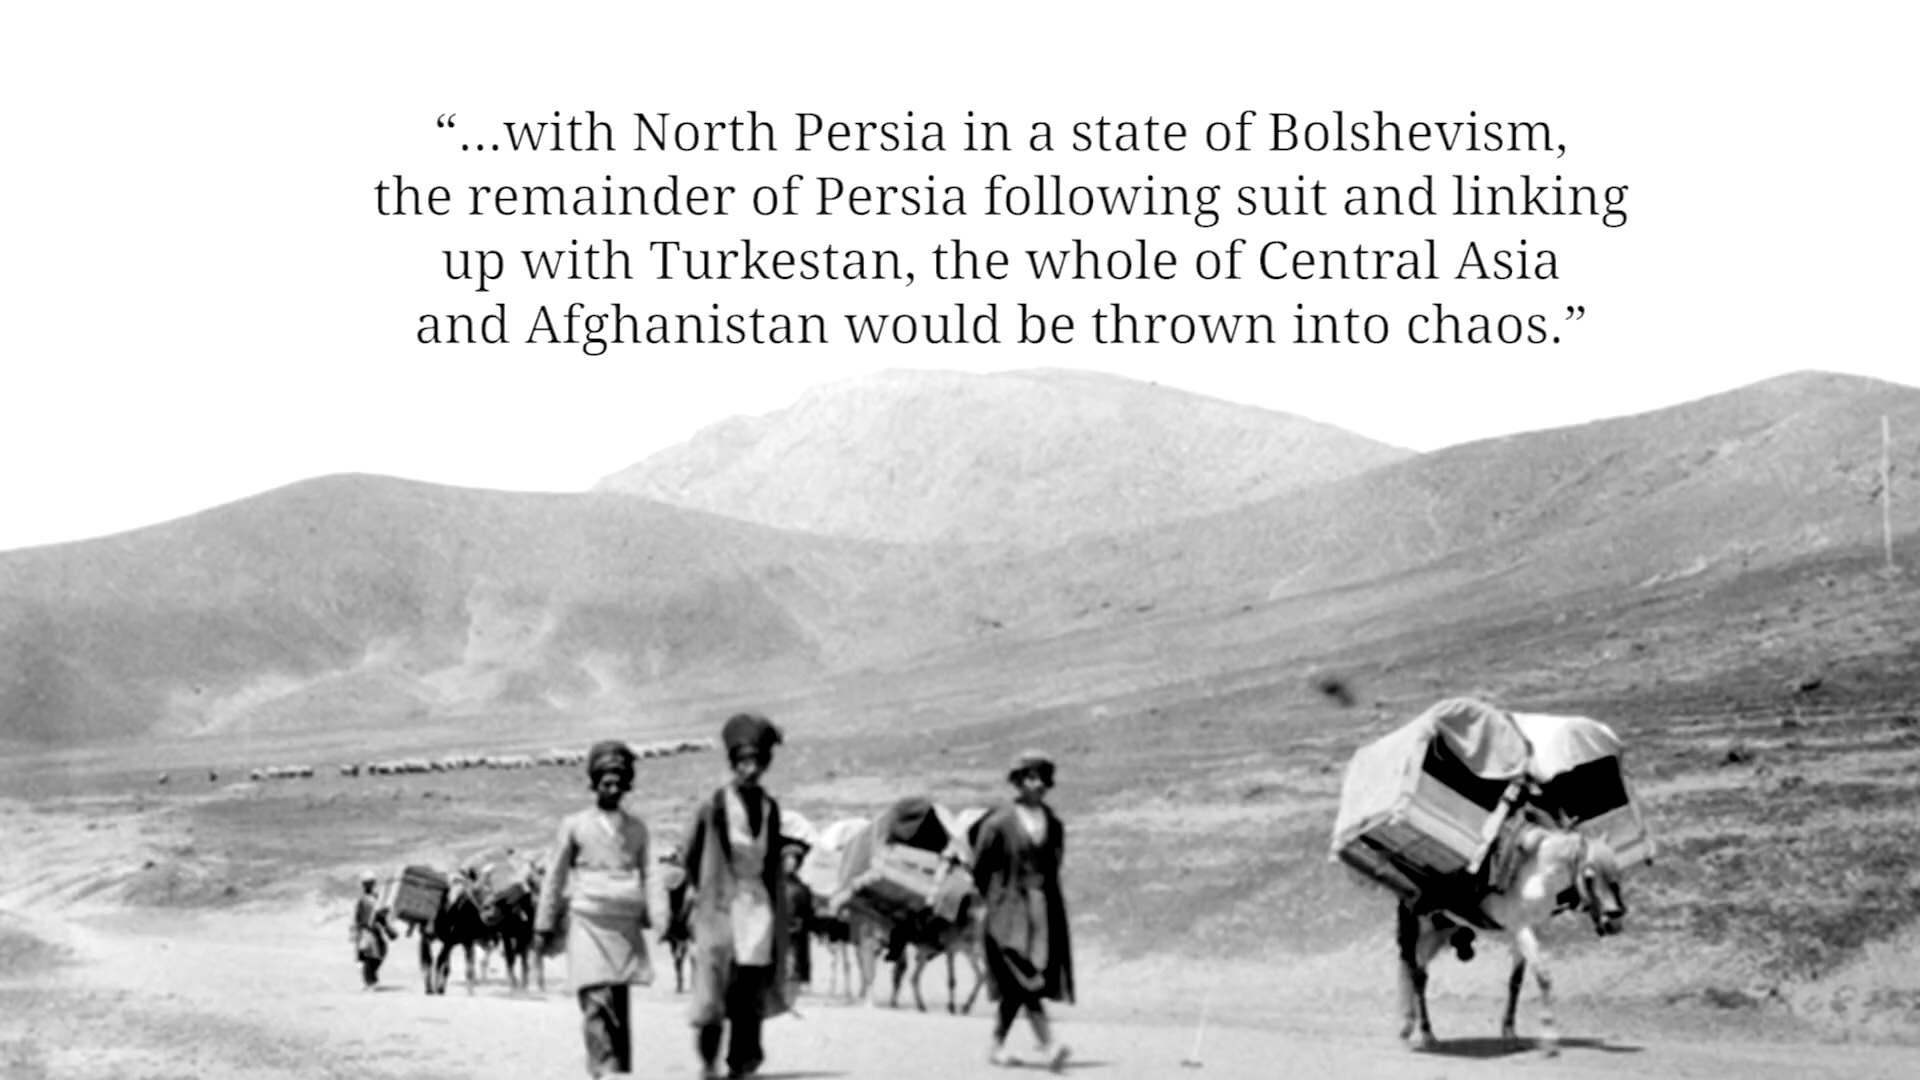 “...with North Persia in a state of Bolshevism,
the remainder of Persia following suit and linking
up with Turkestan, the whole of Central Asia
and Afghanistan would be thrown into chaos.”